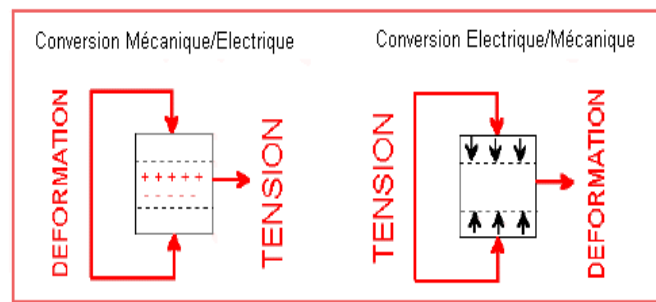 Conversion Mécanique/Electrique
DEFORMATION
+ + + + +
- - - - -
TENSION
Conversion Electrique/Mécanique
TENSION
DEFORMATION